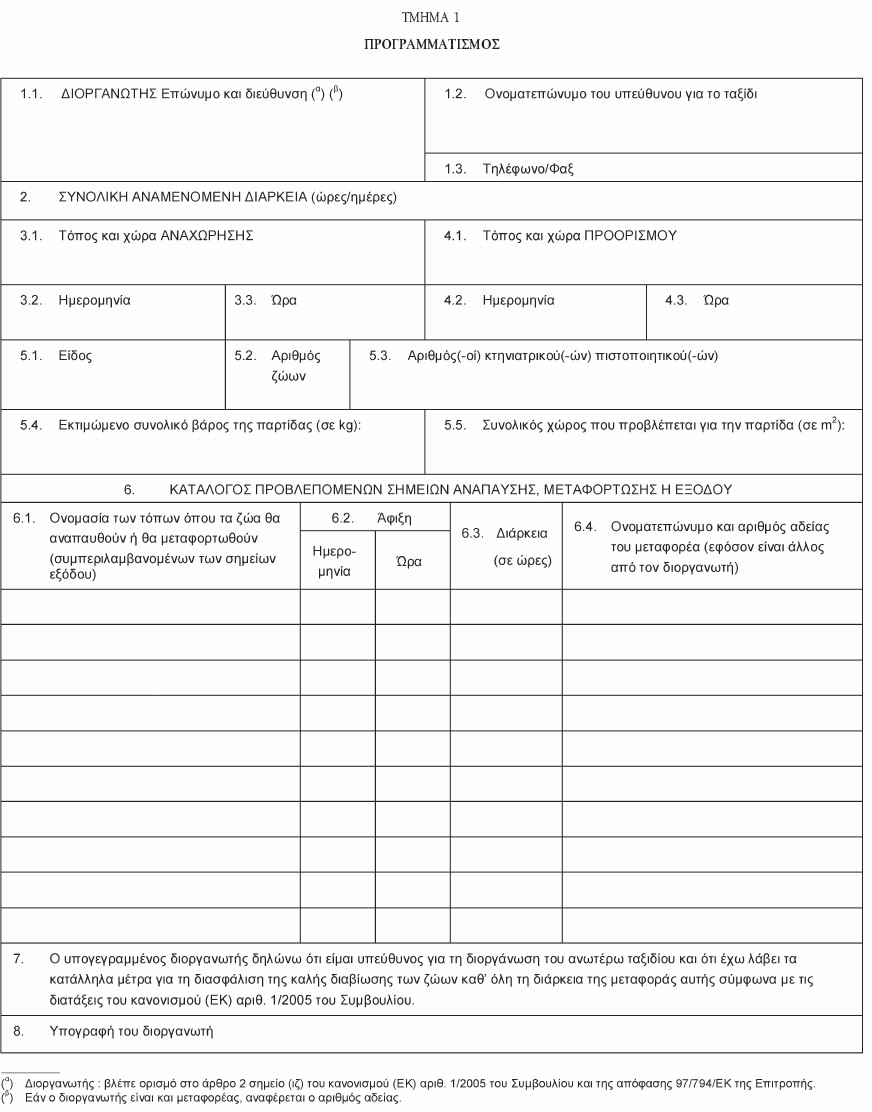 ΤΜΗΜΑ 1
ΠΡΟΓΡΑΜΜΑΤΙΣΜΟΣ
1.1. ΔΙΟΡΓΑΝΩΤΗΣ Επώνυμο και διεύθυνση (α) (β)
1.2. Ονοματεπώνυμο του υπεύθυνου για το ταξίδι
1.3. Τηλέφωνο/Φαξ
2. ΣΥΝΟΛΙΚΗ ΑΝΑΜΕΝΟΜΕΝΗ ΔΙΑΡΚΕΙΑ (ώρες/ημέρες)
3.1. Τόπος και χώρα ΑΝΑΧΩΡΗΣΗΣ
4.1. Τόπος και χώρα ΠΡΟΟΡΙΣΜΟΥ
3.2. Ημερομηνία
3.3. Ώρα
4.2. Ημερομηνία
4.3. Ώρα
5.1. Είδος
5.2. Αριθμός
ζώων
5.3. Αριθμός(-οί) κτηνιατρικού(-ών) πιστοποιητικού(-ών)
5.4. Εκτιμώμενο συνολικό βάρος της παρτίδας (σε kg):
5.5. Συνολικός χώρος που προβλέπεται για την παρτίδα (σε m²):
6. ΚΑΤΑΛΟΓΟΣ ΠΡΟΒΛΕΠΟΜΕΝΩΝ ΣΗΜΕΙΩΝ ΑΝΑΠΑΥΣΗΣ, ΜΕΤΑΦΟΡΤΩΣΗΣ Η ΕΞΟΔΟΥ
6.1. Ονομασία των τόπων όπου τα ζώα θα
αναπαυθούν ή θα μεταφορτωθούν
(συμπεριλαμβανομένων των σημείων
εξόδου)
6.2. Άφιξη
Ημερο-
μηνία
Ώρα
6.3. Διάρκεια
(σε ώρες)
6.4. Ονοματεπώνυμο και αριθμός αδείας
του μεταφορέα (εφόσον είναι άλλος
από τον διοργανωτή)
7. Ο υπογεγραμμένος διοργανωτής δηλώνω ότι είμαι υπεύθυνος για τη διοργάνωση του ανωτέρω ταξιδίου και ότι έχω λάβει τα
κατάλληλα μέτρα για τη διασφάλιση της καλής διαβίωσης των ζώων καθ' όλη τη διάρκεια της μεταφοράς αυτής σύμφωνα με τις
διατάξεις του κανονισμού (ΕΚ) αριθ. 1/2005 του Συμβουλίου.
8. Υπογραφή του διοργανωτή
(α) Διοργανωτής : βλέπε ορισμό στο άρθρο 2 σημείο (ιζ) του κανονισμού (ΕΚ) αριθ. 1/2005 του Συμβουλίου και της απόφασης 97/794/ΕΚ της Επιτροπής.
(β) Εάν ο διοργανωτής είναι και μεταφορέας, αναφέρεται ο αριθμός αδείας.